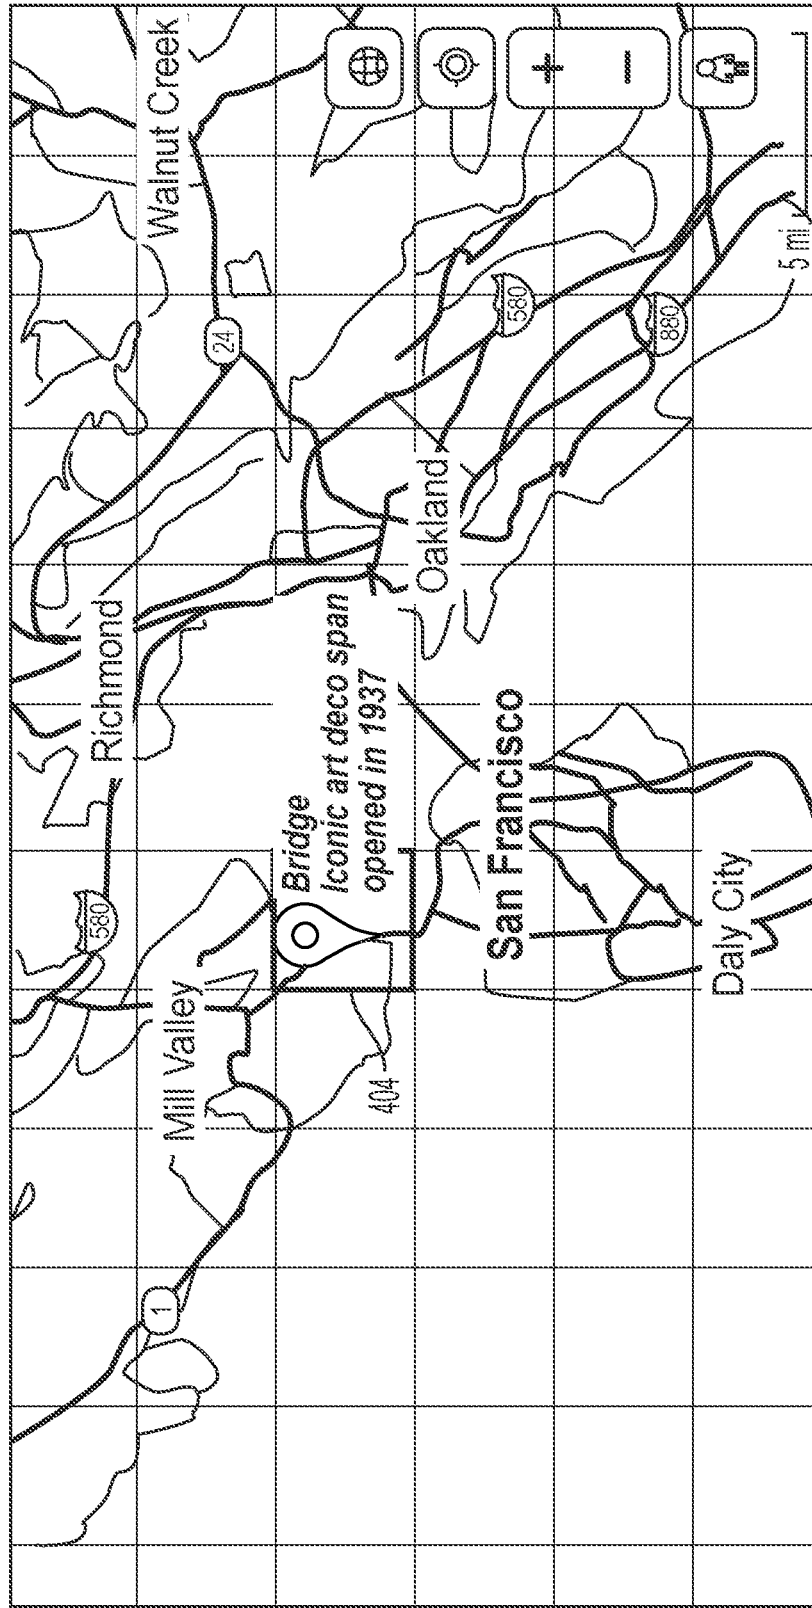 Walnut Creek
24
Richmond
580
Mill Valley
1
Bridge
Iconic art deco span
opened in 1937
404
Oakland
580
880
San Francisco
Daly City
+
−
5 mi